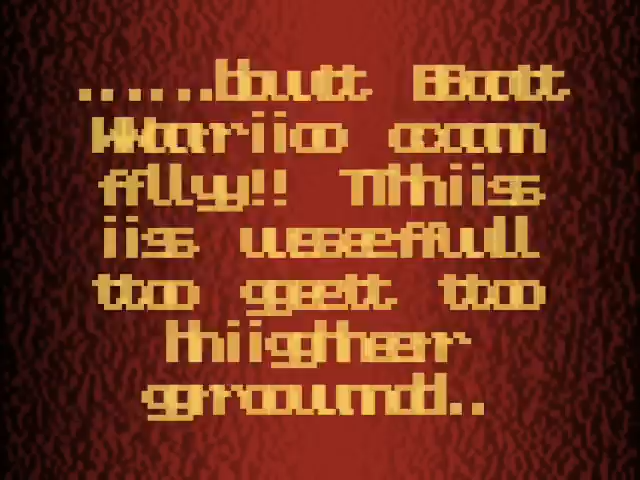 ...but Bat
Wario can
fly! This
is useful
to get to
higher
ground.